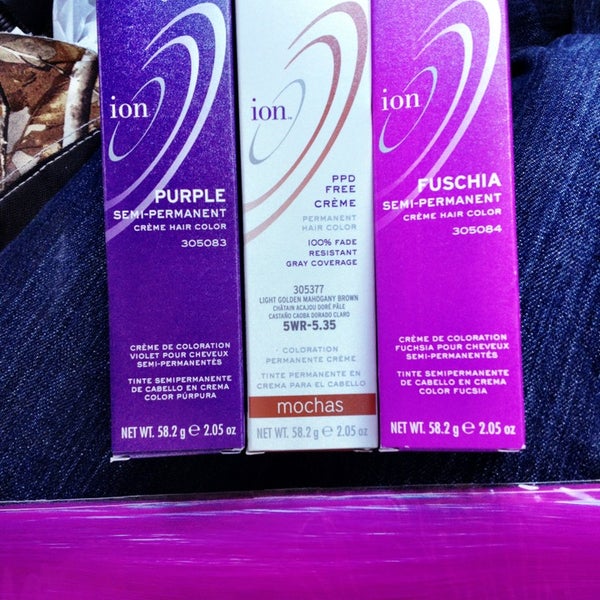 ion
PURPLE
SEMI-PERMANENT
CRÈME HAIR COLOR
305083
CRÈME DE COLORATION
VIOLET POUR CHEVEUX
SEMI-PERMANENTÉS
TINTE SEMIPERMANENTE
DE CABELLO EN CREMA
COLOR PÚRPURA
NET WT. 58.2 g ℮ 2.05 oz
ion™
PPD
FREE
CRÈME
PERMANENT
HAIR COLOR
100% FADE
RESISTANT
GRAY COVERAGE
305377
LIGHT GOLDEN MAHOGANY BROWN
CHÂTAIN ACAJOU DORÉ PÂLE
CASTAÑO CAOBA DORADO CLARO
5WR-5.35
COLORATION
PERMANENTE CRÈME
TINTE PERMANENTE EN
CREMA PARA EL CABELLO
mochas
NET WT. 58.2 g ℮ 2.05 oz
ion
FUSCHIA
SEMI-PERMANENT
CRÈME HAIR COLOR
305084
CRÈME DE COLORATION
FUCHSIA POUR CHEVEUX
SEMI-PERMANENTÉS
TINTE SEMIPERMANENTE
DE CABELLO EN CREMA
COLOR FUCSIA
NET WT. 58.2 g ℮ 2.05 oz